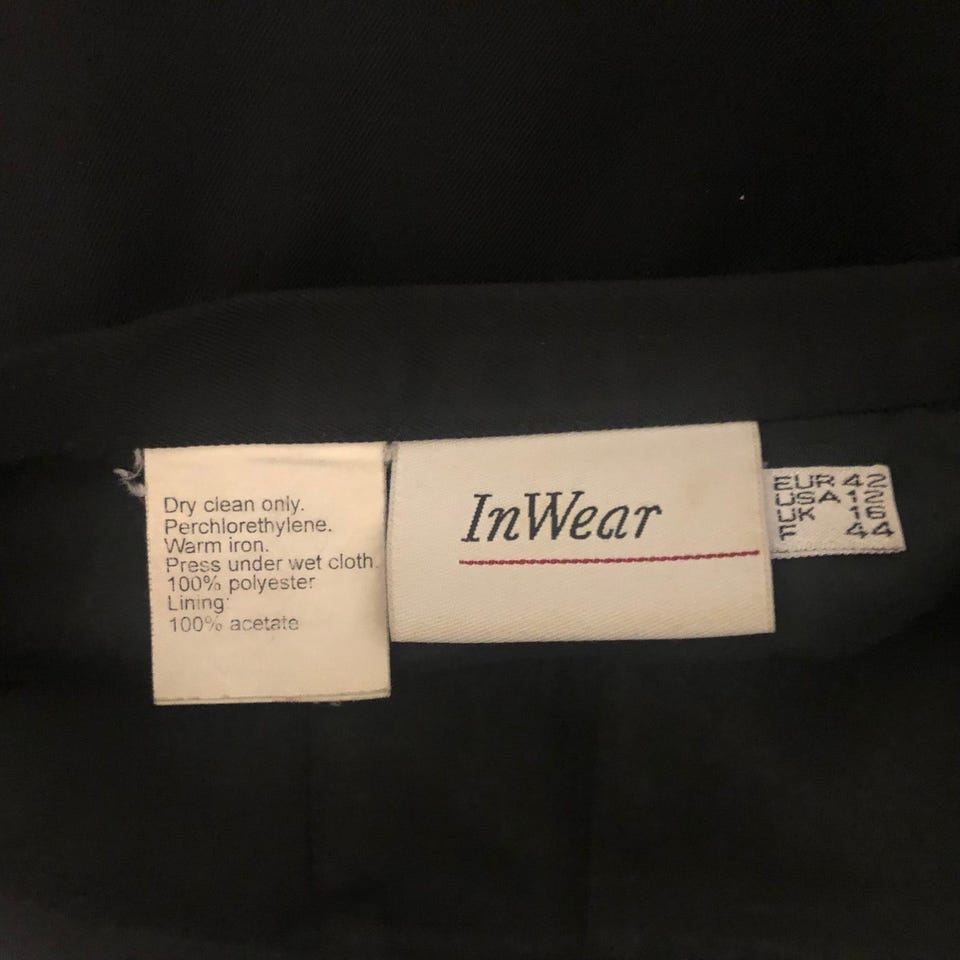 Dry clean only.
Perchlorethylene.
Warm iron.
Press under wet cloth.
100% polyester
Lining:
100% acetate
InWear
EUR 42
USA 12
UK 16
F 44